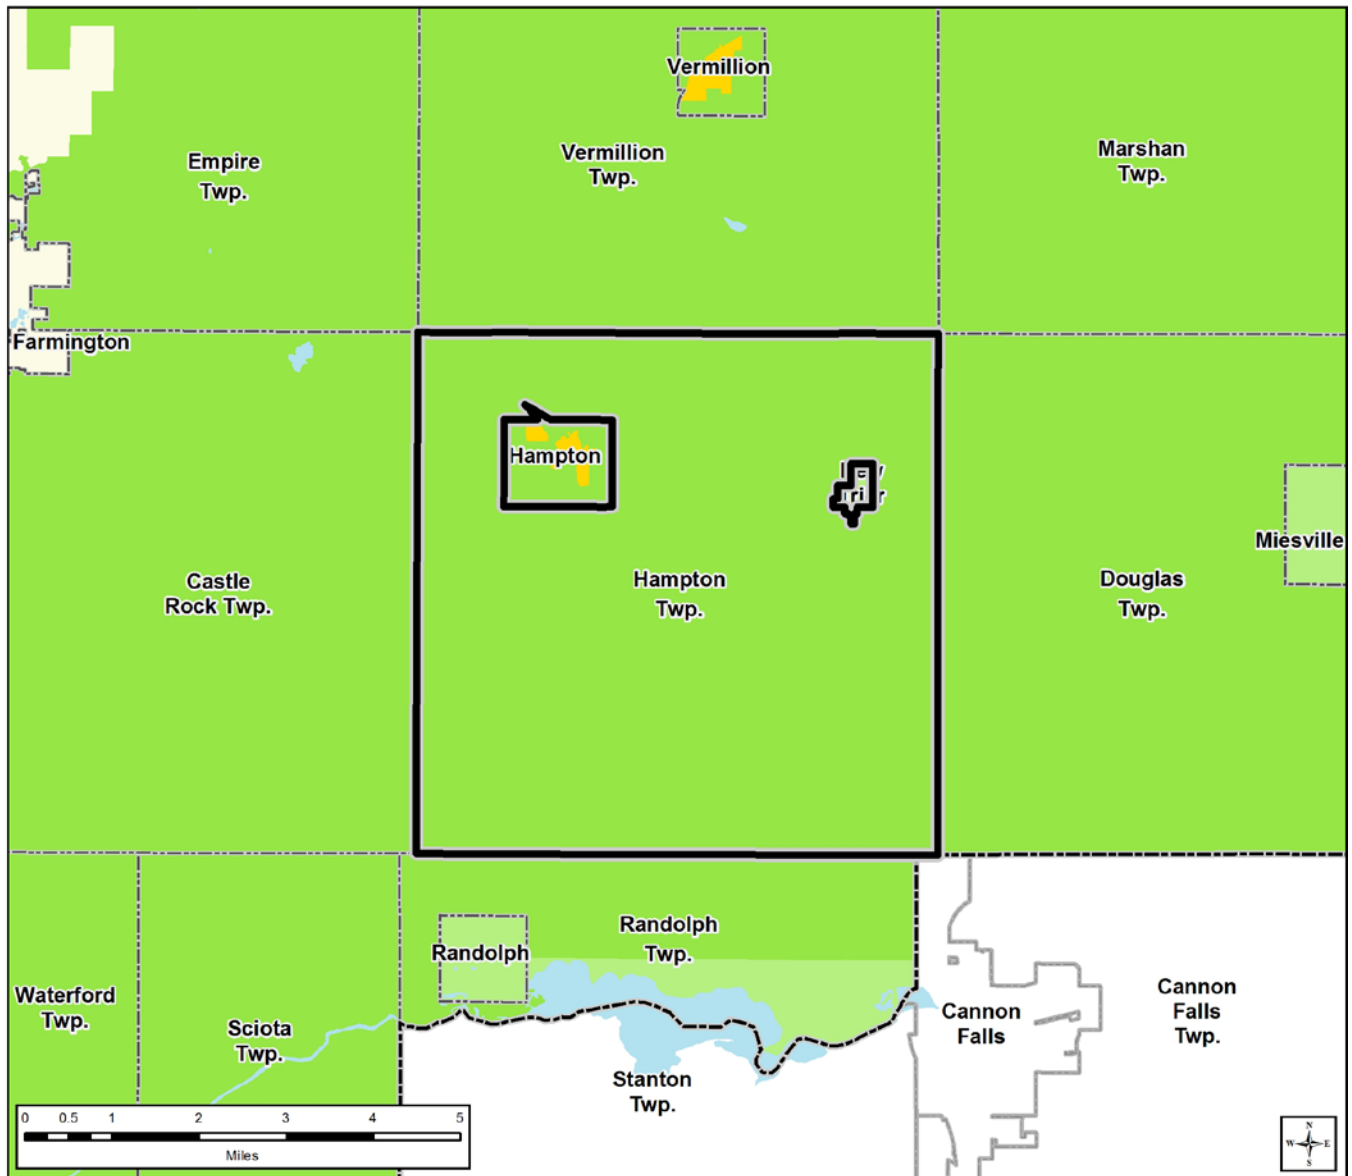 Vermillion
Empire
Twp.
Vermillion
Twp.
Marshan
Twp.
Farmington
Hampton
Miesville
Castle
Rock Twp.
Hampton
Twp.
Douglas
Twp.
Randolph
Randolph
Twp.
Waterford
Twp.
Sciota
Twp.
Cannon
Falls
Cannon
Falls
Twp.
Stanton
Twp.
0 0.5 1 2 3 4 5
Miles
N
W E
S